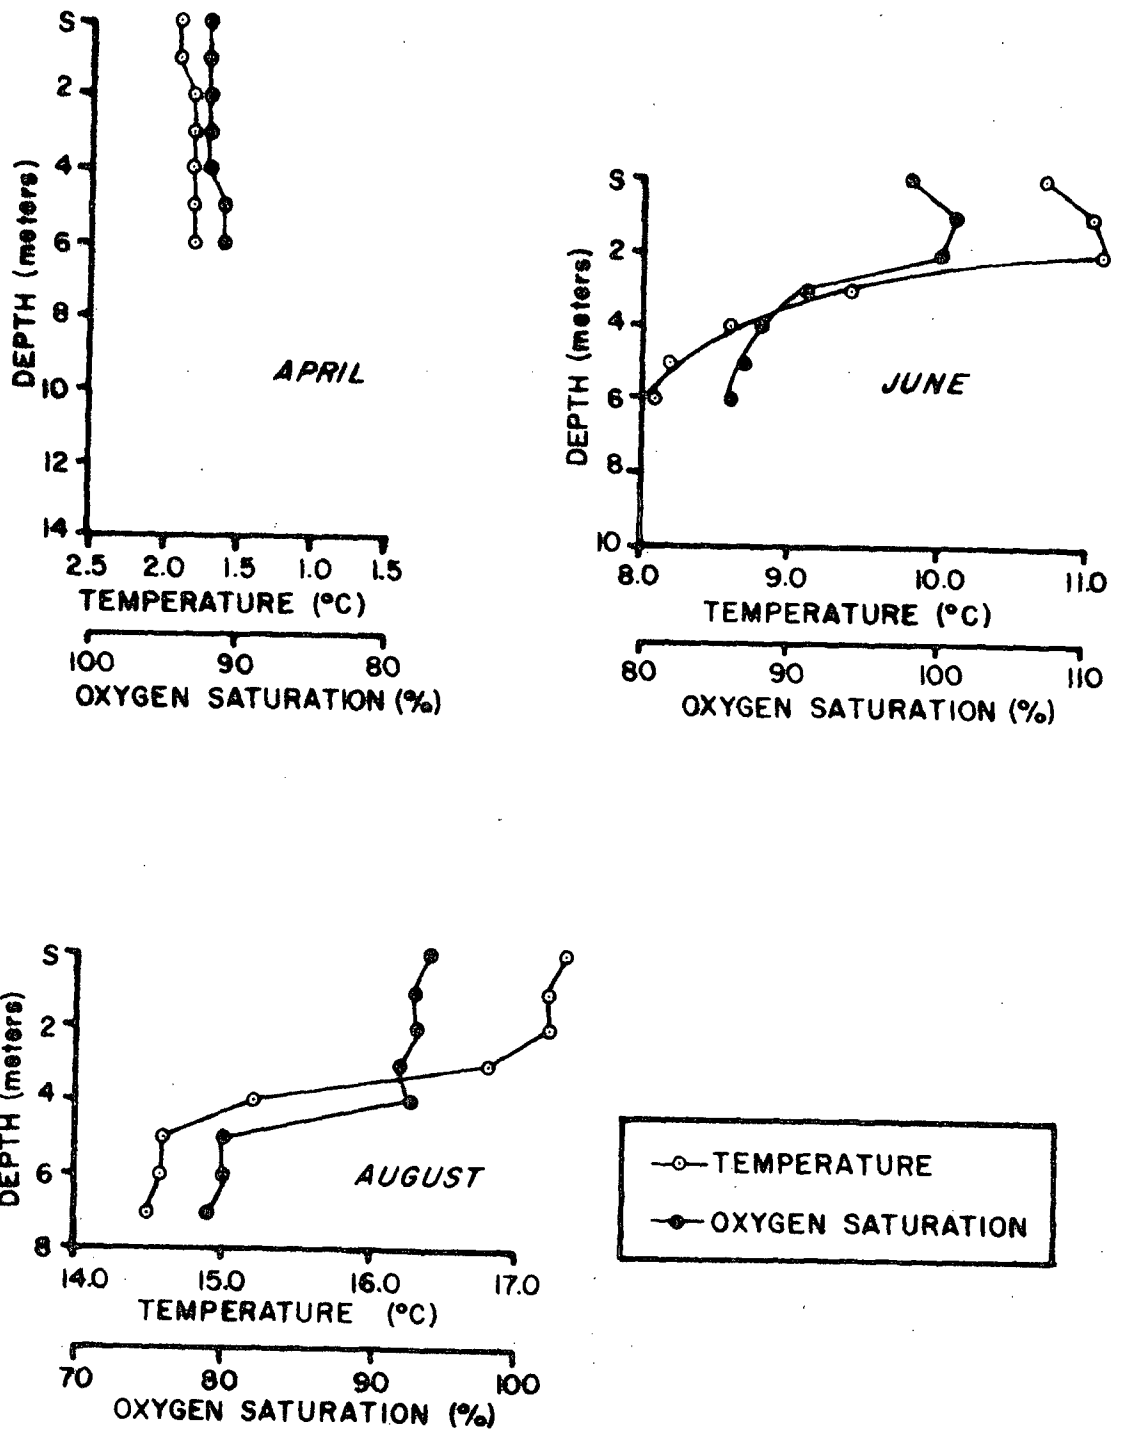 S
2
4
6
8
10
12
14
DEPTH (meters)
APRIL
2.5 2.0 1.5 1.0 1.5
TEMPERATURE (°C)
100 90 80
OXYGEN SATURATION (%)
S
2
4
6
8
10
DEPTH (meters)
JUNE
8.0 9.0 10.0 11.0
TEMPERATURE (°C)
80 90 100 110
OXYGEN SATURATION (%)
S
2
4
6
8
DEPTH (meters)
AUGUST
14.0 15.0 16.0 17.0
TEMPERATURE (°C)
70 80 90 100
OXYGEN SATURATION (%)
TEMPERATURE
OXYGEN SATURATION